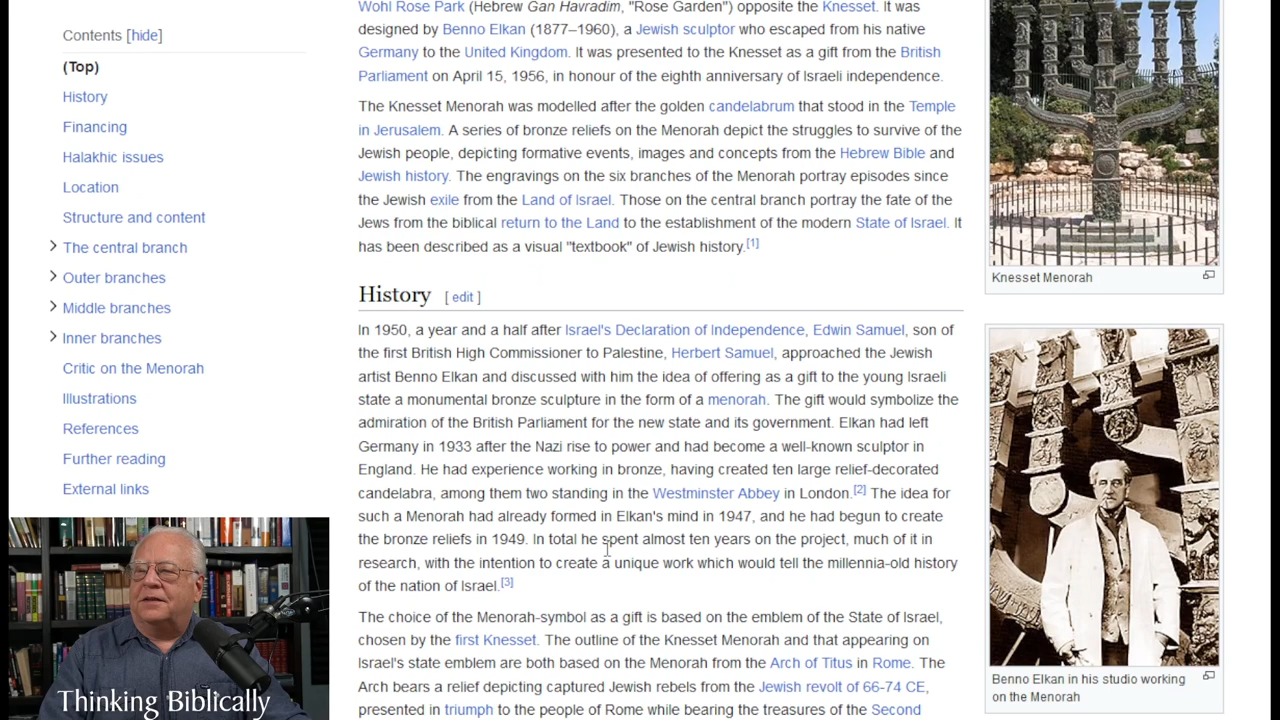 Contents [hide]
(Top)
History
Financing
Halakhic issues
Location
Structure and content
The central branch
Outer branches
Middle branches
Inner branches
Critic on the Menorah
Illustrations
References
Further reading
External links
Wohl Rose Park (Hebrew Gan Havradim, "Rose Garden") opposite the Knesset. It was
designed by Benno Elkan (1877–1960), a Jewish sculptor who escaped from his native
Germany to the United Kingdom. It was presented to the Knesset as a gift from the British
Parliament on April 15, 1956, in honour of the eighth anniversary of Israeli independence.
The Knesset Menorah was modelled after the golden candelabrum that stood in the Temple
in Jerusalem. A series of bronze reliefs on the Menorah depict the struggles to survive of the
Jewish people, depicting formative events, images and concepts from the Hebrew Bible and
Jewish history. The engravings on the six branches of the Menorah portray episodes since
the Jewish exile from the Land of Israel. Those on the central branch portray the fate of the
Jews from the biblical return to the Land to the establishment of the modern State of Israel. It
has been described as a visual "textbook" of Jewish history.[1]
History [ edit ]
In 1950, a year and a half after Israel's Declaration of Independence, Edwin Samuel, son of
the first British High Commissioner to Palestine, Herbert Samuel, approached the Jewish
artist Benno Elkan and discussed with him the idea of offering as a gift to the young Israeli
state a monumental bronze sculpture in the form of a menorah. The gift would symbolize the
admiration of the British Parliament for the new state and its government. Elkan had left
Germany in 1933 after the Nazi rise to power and had become a well-known sculptor in
England. He had experience working in bronze, having created ten large relief-decorated
candelabra, among them two standing in the Westminster Abbey in London.[2] The idea for
such a Menorah had already formed in Elkan's mind in 1947, and he had begun to create
the bronze reliefs in 1949. In total he spent almost ten years on the project, much of it in
research, with the intention to create a unique work which would tell the millennia-old history
of the nation of Israel.[3]
The choice of the Menorah-symbol as a gift is based on the emblem of the State of Israel,
chosen by the first Knesset. The outline of the Knesset Menorah and that appearing on
Israel's state emblem are both based on the Menorah from the Arch of Titus in Rome. The
Arch bears a relief depicting captured Jewish rebels from the Jewish revolt of 66-74 CE,
presented in triumph to the people of Rome while bearing the treasures of the Second
Knesset Menorah
Benno Elkan in his studio working
on the Menorah
Thinking Biblically